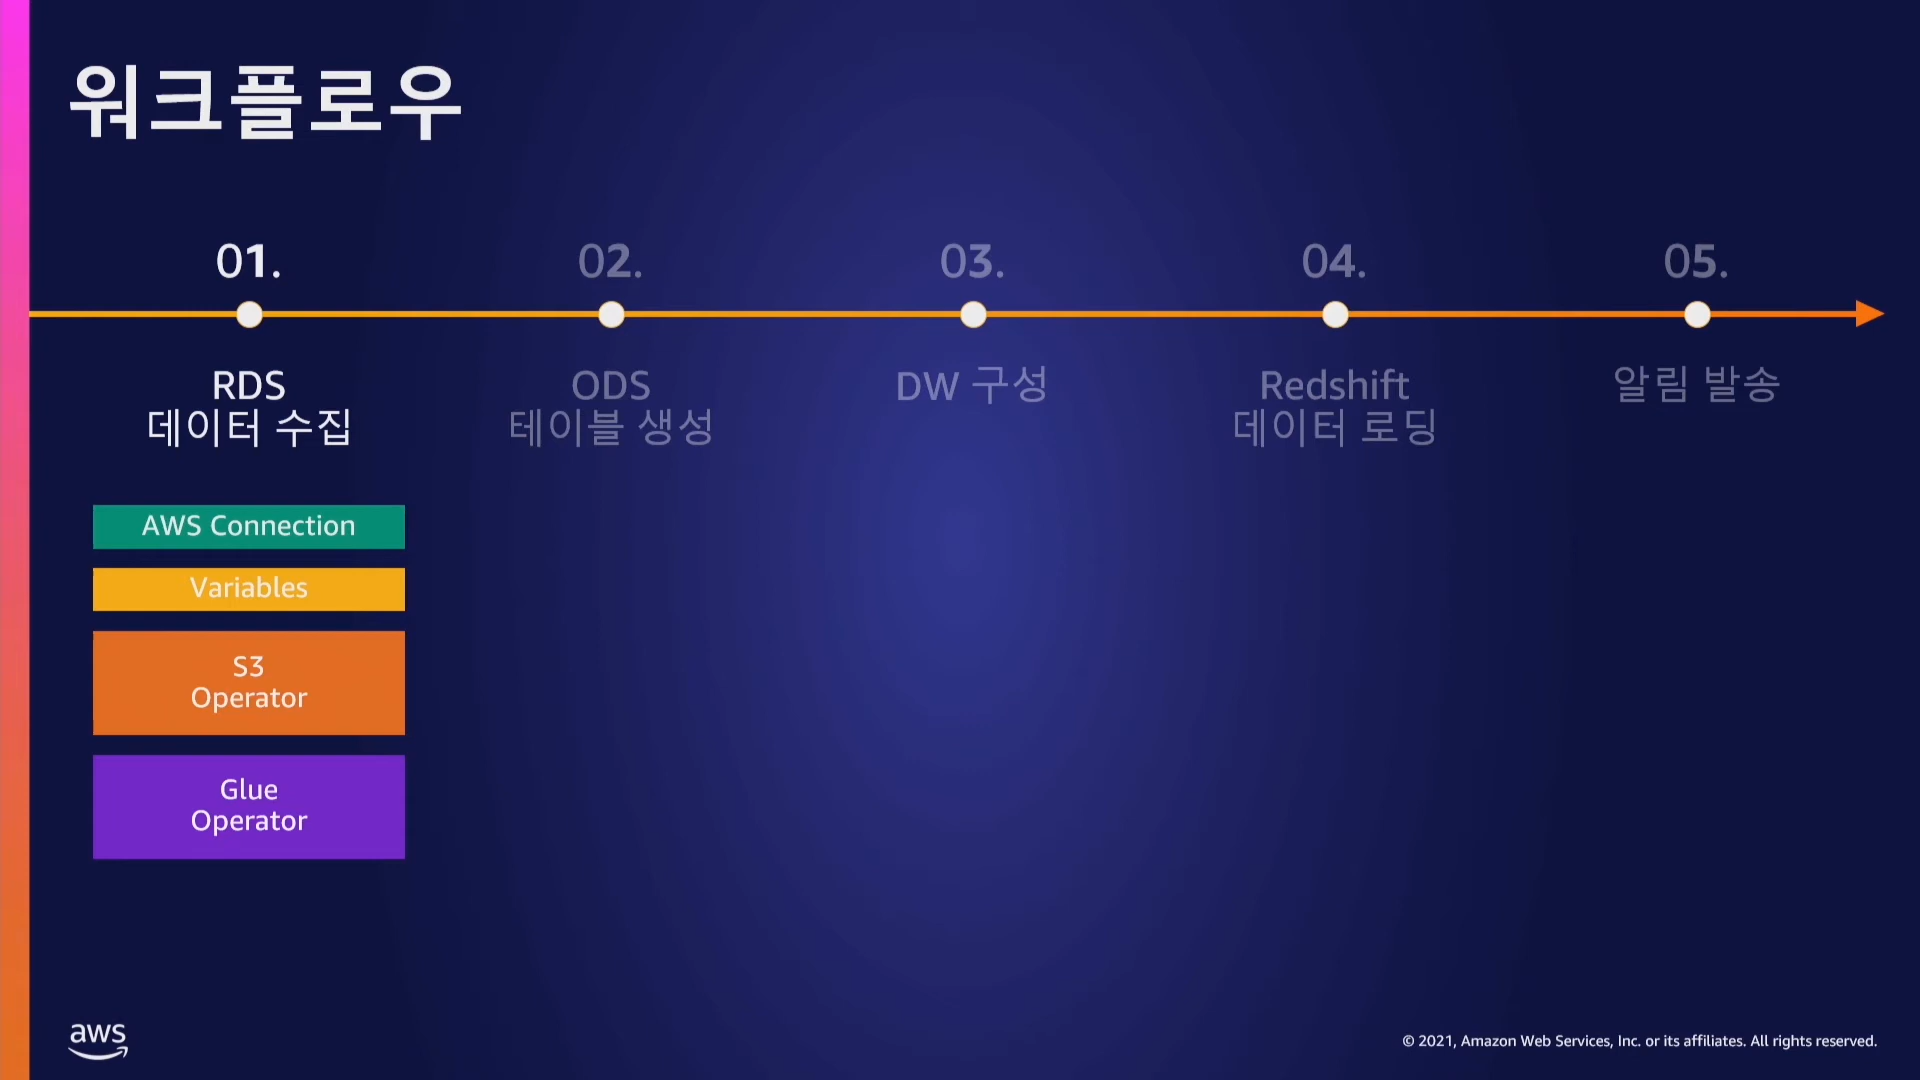 워크플로우
01.
02.
03.
04.
05.
RDS
데이터 수집
ODS
테이블 생성
DW 구성
Redshift
데이터 로딩
알림 발송
AWS Connection
Variables
S3
Operator
Glue
Operator
aws
© 2021, Amazon Web Services, Inc. or its affiliates. All rights reserved.